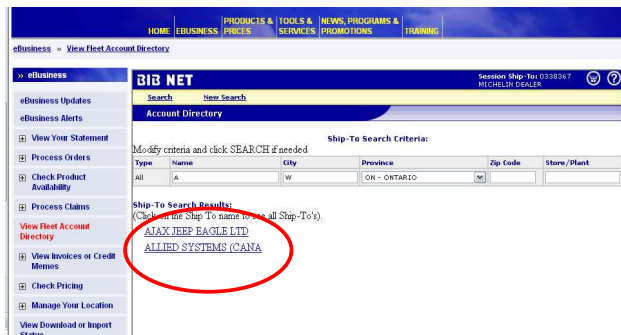 HOME EBUSINESS PRODUCTS & PRICES TOOLS & SERVICES NEWS, PROGRAMS & PROMOTIONS TRAINING
eBusiness » View Fleet Account Directory
» eBusiness
eBusiness Updates
eBusiness Alerts
View Your Statement
Process Orders
Check Product
Availability
Process Claims
View Fleet Account
Directory
View Invoices or Credit
Memos
Check Pricing
Manage Your Location
View Download or Import
Status
BIB NET
Session Ship-To: 0338367
MICHELIN DEALER
Search New Search
Account Directory
Ship-To Search Criteria:
Modify criteria and click SEARCH if needed
Type Name City Province Zip Code Store/Plant
All A W ON - ONTARIO
Ship-To Search Results:
(Click on the Ship To name to see all Ship-To's).
AJAX JEEP EAGLE LTD
ALLIED SYSTEMS (CANA